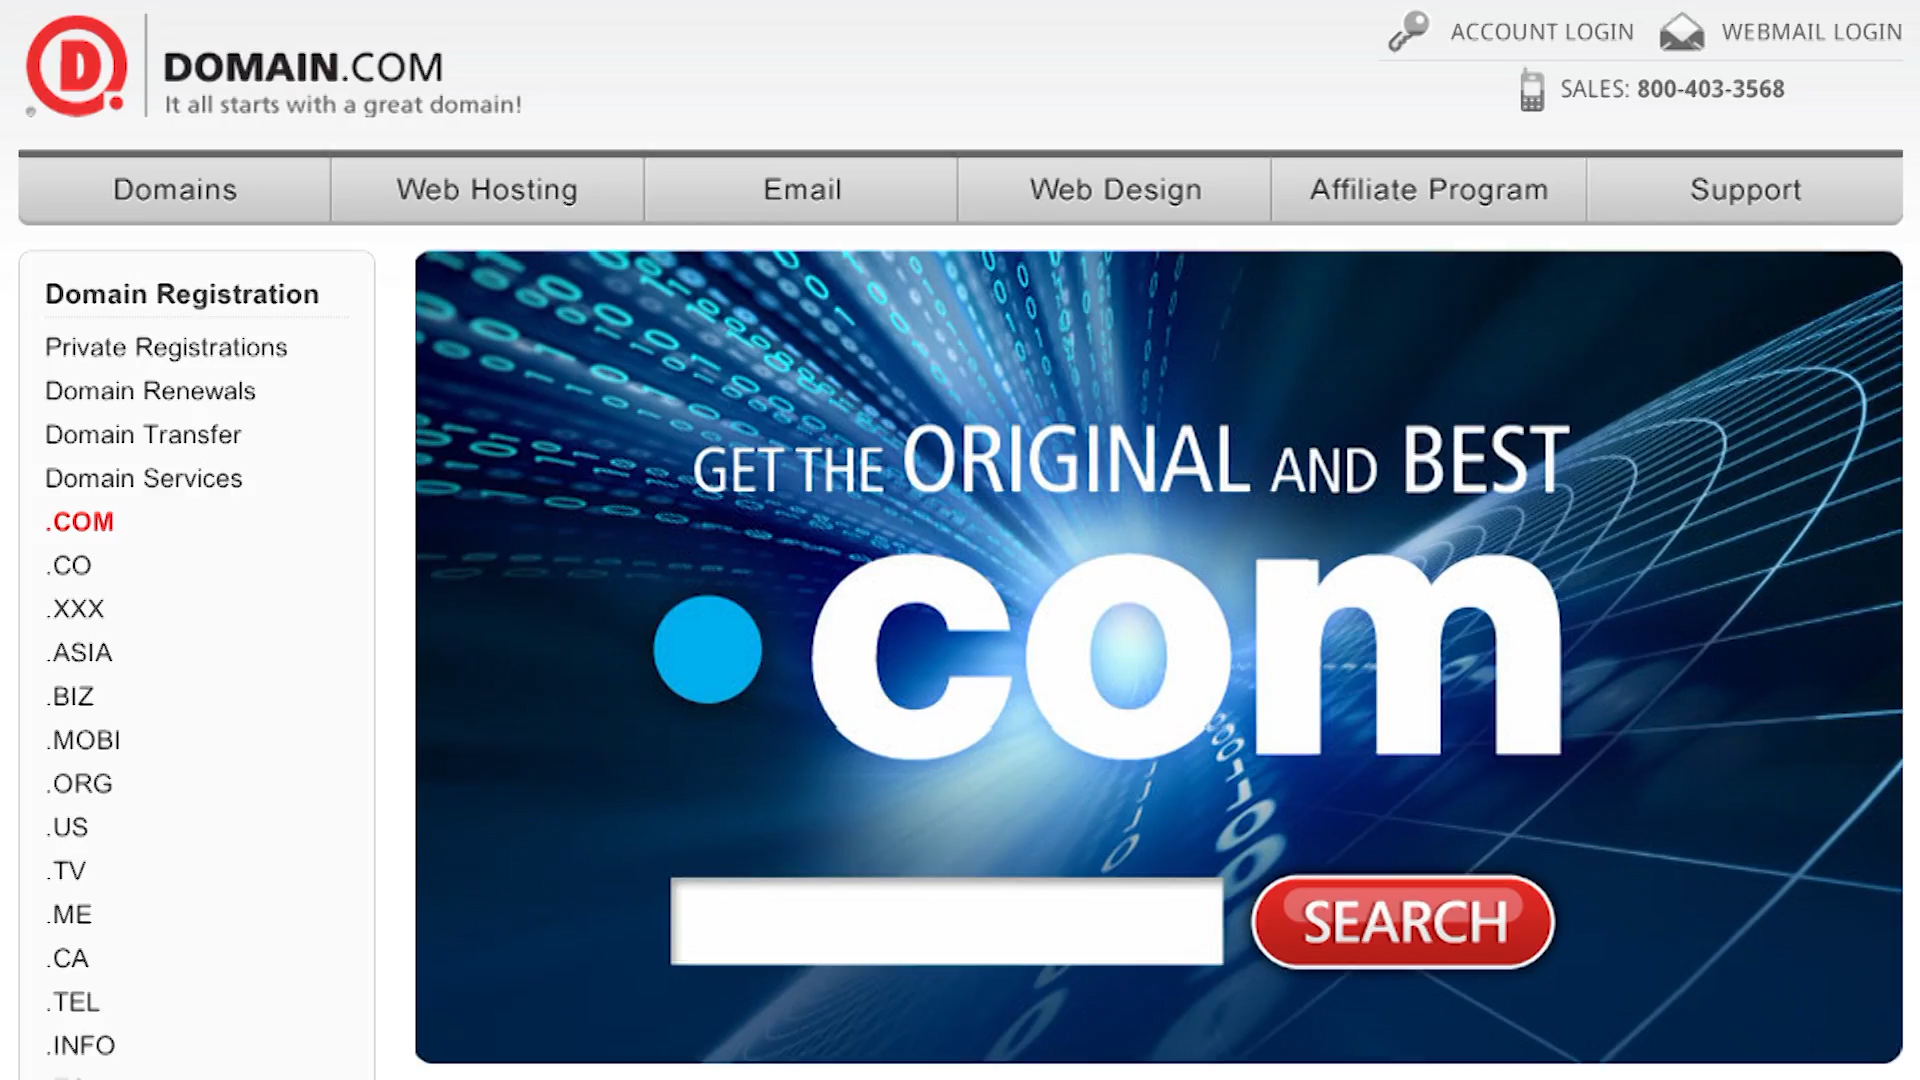 DOMAIN.COM
It all starts with a great domain!
ACCOUNT LOGIN
WEBMAIL LOGIN
SALES: 800-403-3568
Domains
Web Hosting
Email
Web Design
Affiliate Program
Support
Domain Registration
Private Registrations
Domain Renewals
Domain Transfer
Domain Services
.COM
.CO
.XXX
.ASIA
.BIZ
.MOBI
.ORG
.US
.TV
.ME
.CA
.TEL
.INFO
GET THE ORIGINAL AND BEST
.com
SEARCH